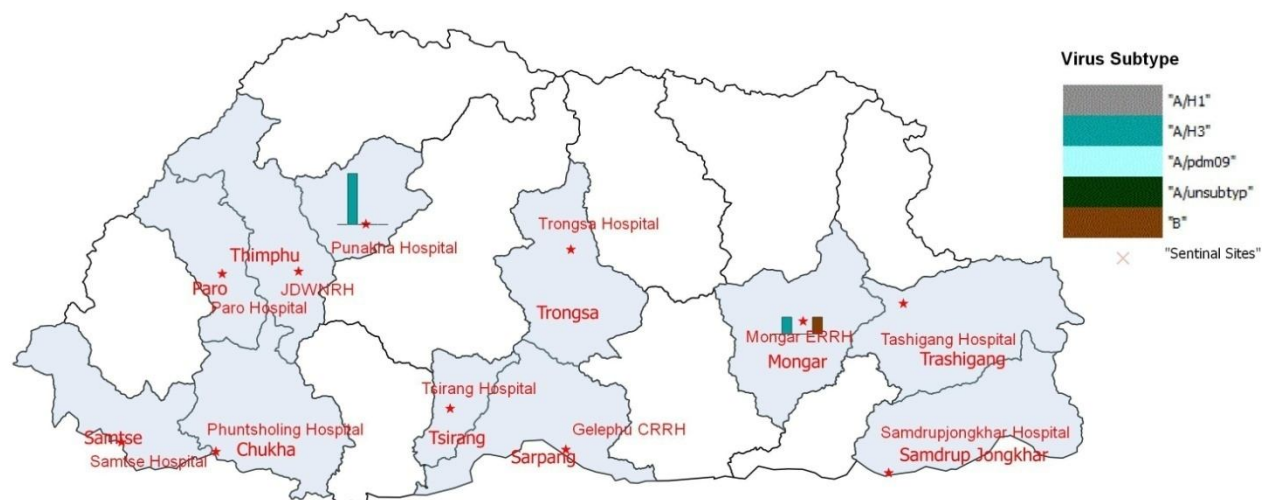 Virus Subtype
"A/H1"
"A/H3"
"A/pdm09"
"A/unsubtyp"
"B"
"Sentinal Sites"
Punakha Hospital
Trongsa Hospital
Thimphu
Paro
JDWNRH
Paro Hospital
Trongsa
Mongar ERRH
Mongar
Tashigang Hospital
Trashigang
Tsirang Hospital
Tsirang
Gelephu CRRH
Sarpang
Samtse
Samtse Hospital
Phuntsholing Hospital
Chukha
Samdrupjongkhar Hospital
Samdrup Jongkhar